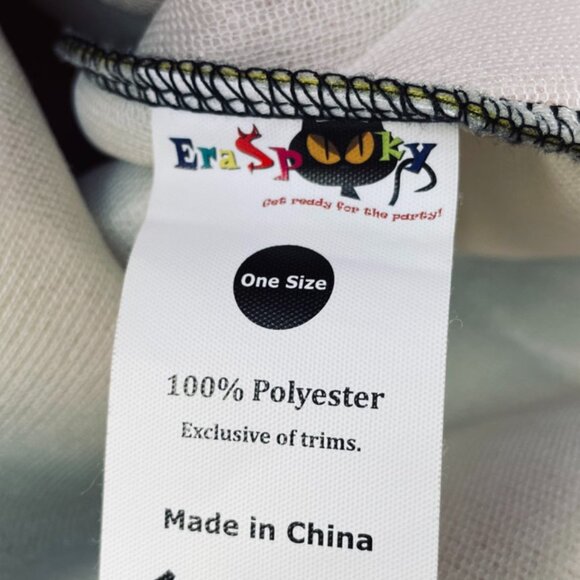 EraSpooky
Get ready for the party!
One Size
100% Polyester
Exclusive of trims.
Made in China